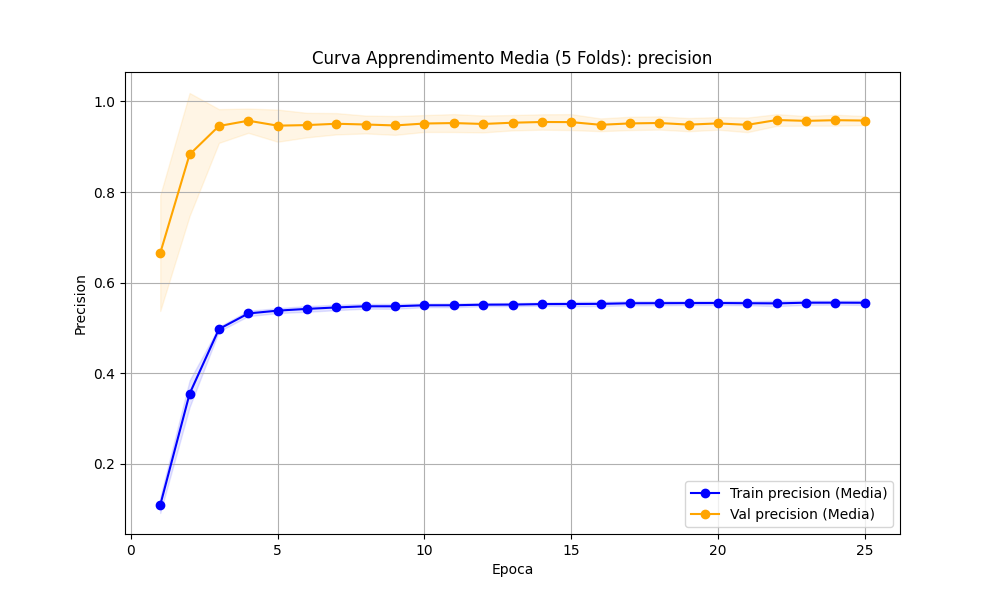 Curva Apprendimento Media (5 Folds): precision
1.0
0.8
0.6
0.4
0.2
Precision
0 5 10 15 20 25
Epoca
Train precision (Media)
Val precision (Media)